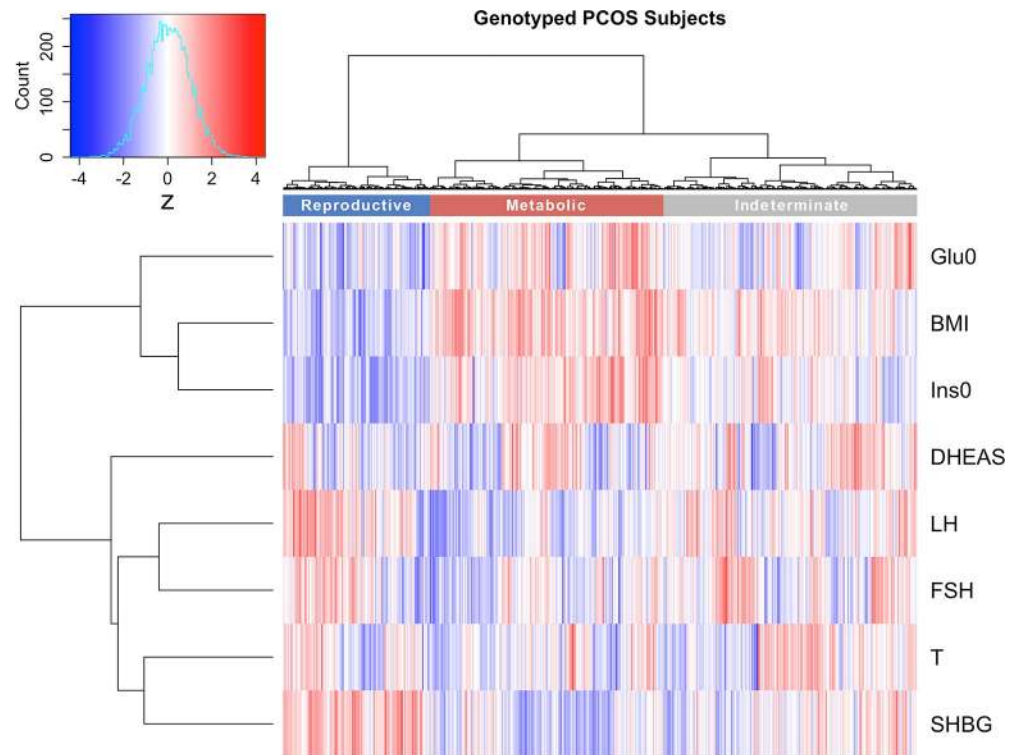 Genotyped PCOS Subjects
Count
0
100
200
-4
-2
0
2
4
Z
Reproductive
Metabolic
Indeterminate
Glu0
BMI
Ins0
DHEAS
LH
FSH
T
SHBG